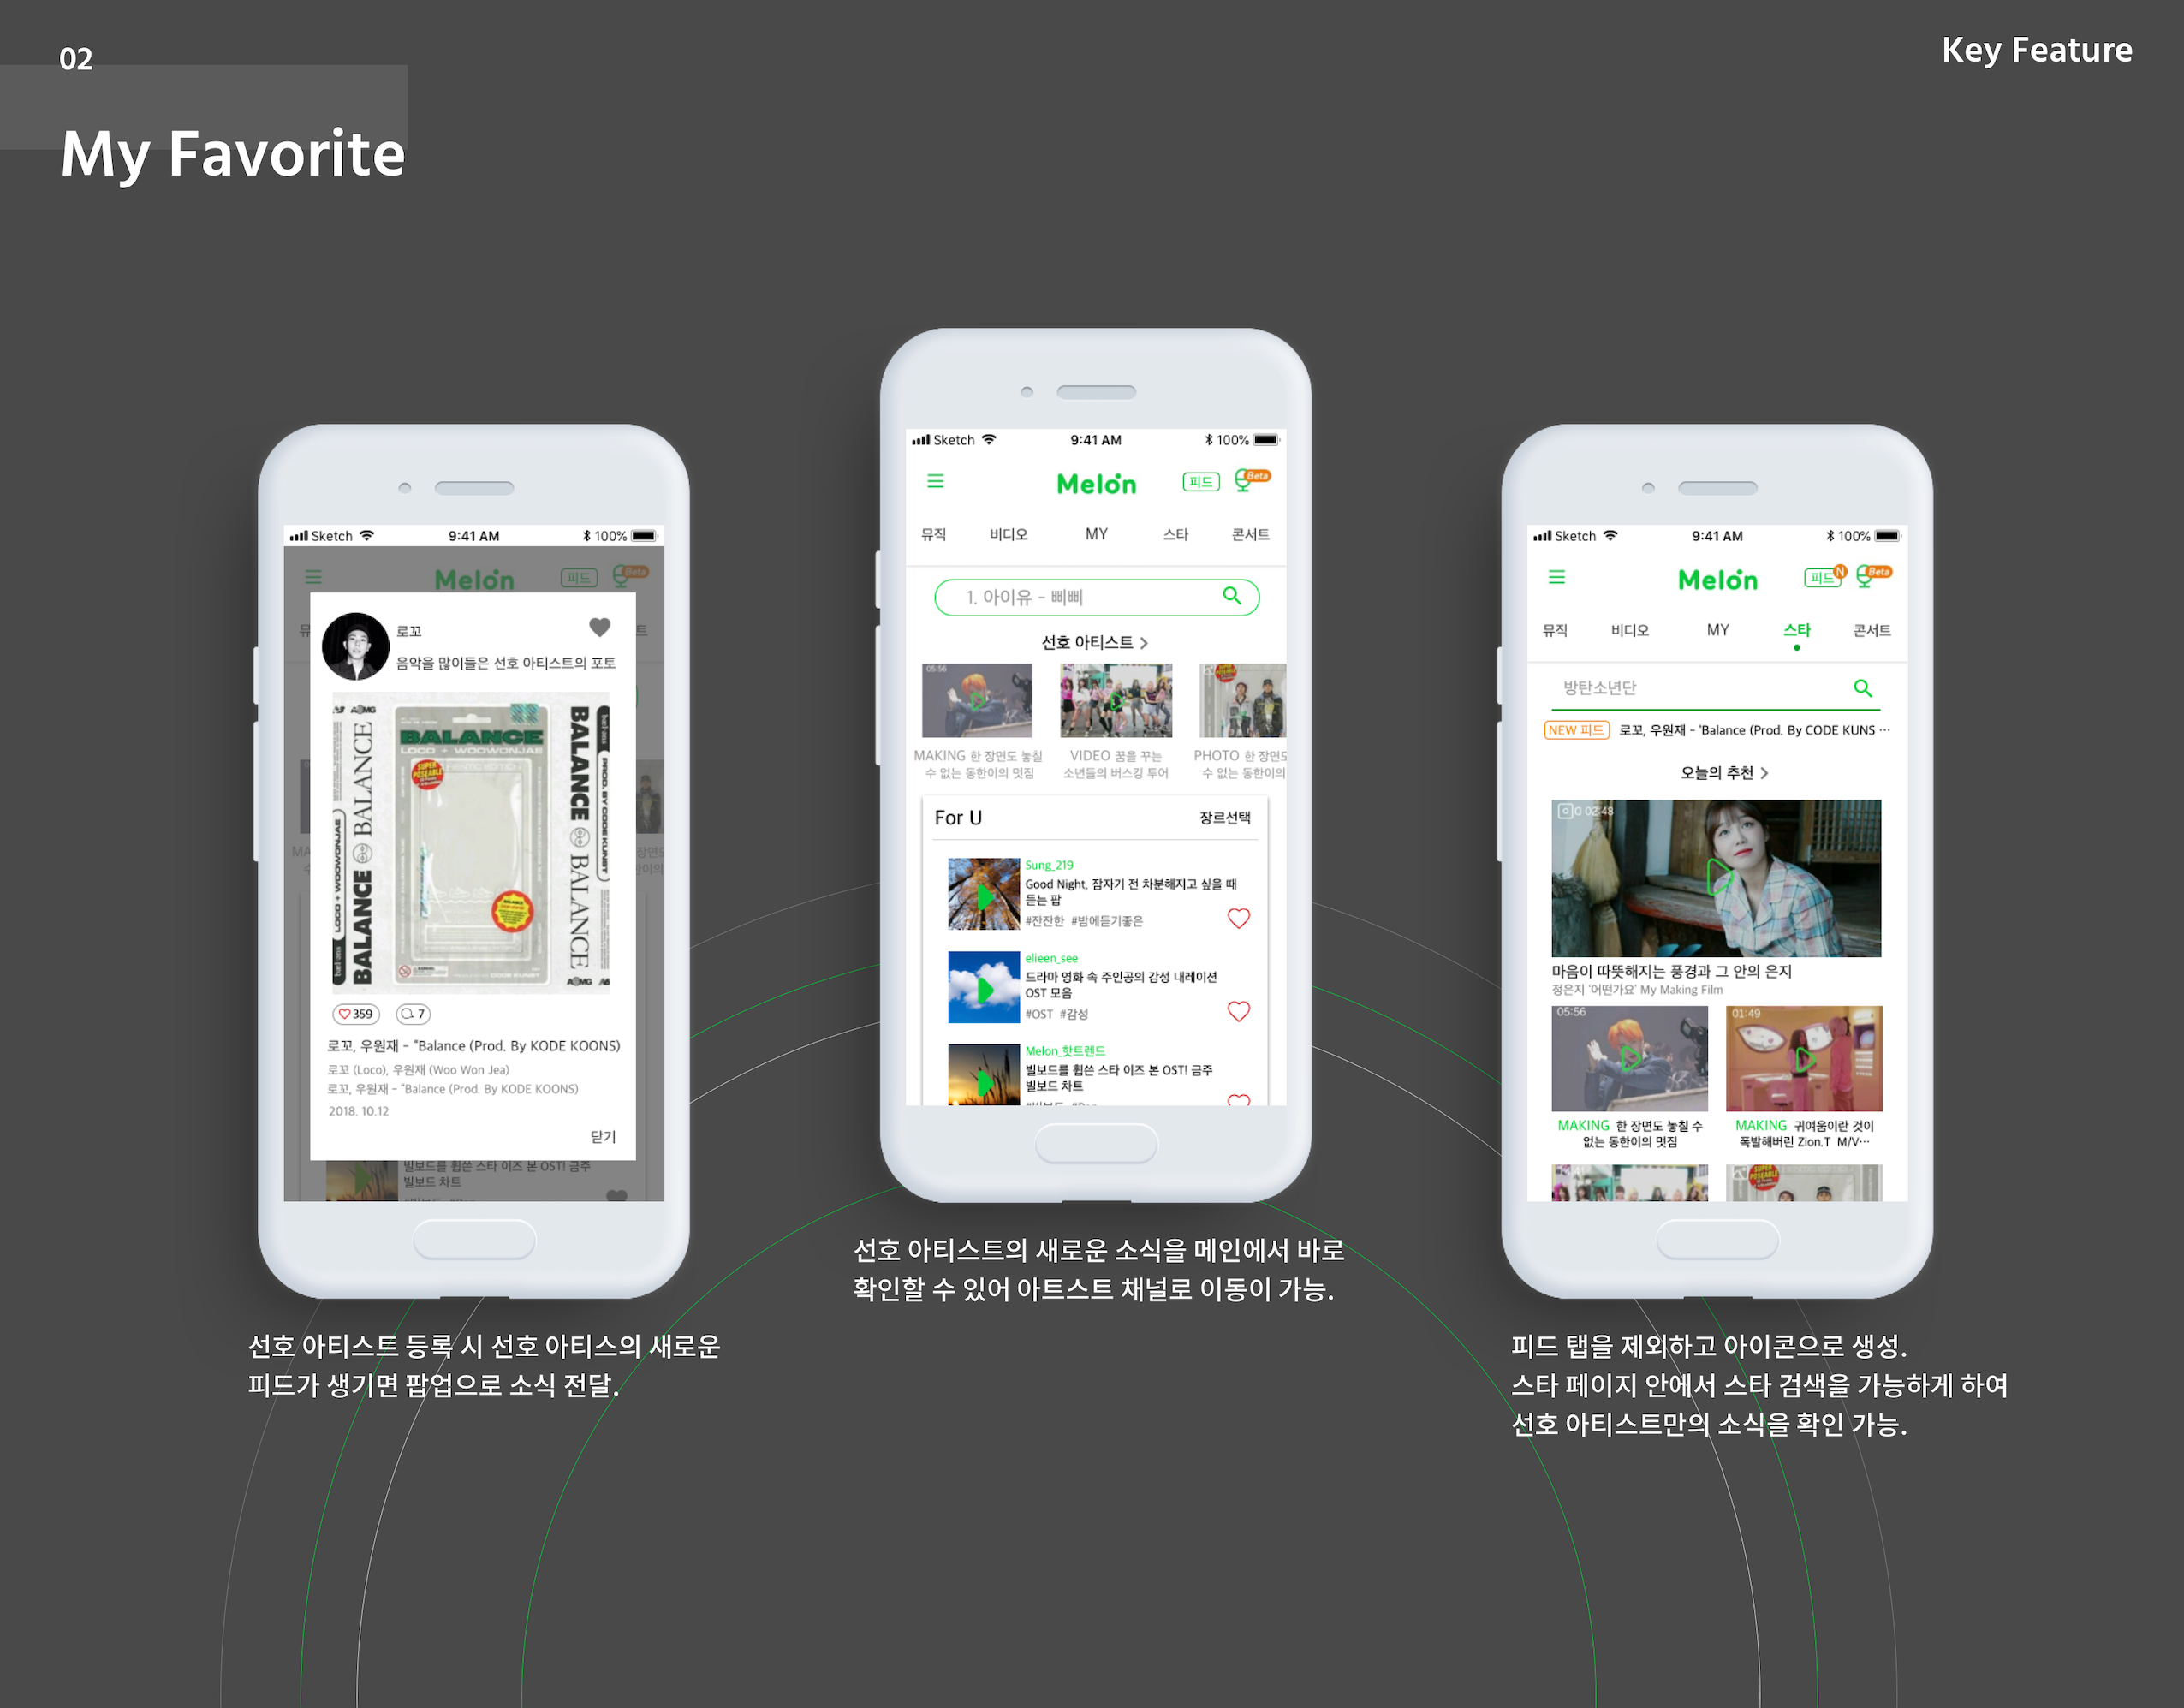 02
Key Feature
My Favorite
Sketch 9:41 AM 100%
Melon 피드 Beta
로꼬
음악을 많이들은 선호 아티스트의 포토
BALANCE
LOCO + WOOWONJAE
SUPER POSEABLE
BALANCE BALANCE
BALANCE BALANCE
LOCO + WOOWONJAE
PROD. BY CODE KUNST
AOMG
359 7
로꼬, 우원재 - "Balance (Prod. By KODE KOONS)
로꼬 (Loco), 우원재 (Woo Won Jea)
로꼬, 우원재 - "Balance (Prod. By KODE KOONS)
2018. 10.12
닫기
빌보드를 휩쓴 스타 이즈 본 OST! 금주
빌보드 차트
선호 아티스트 등록 시 선호 아티스의 새로운
피드가 생기면 팝업으로 소식 전달.
Sketch 9:41 AM 100%
Melon 피드 Beta
뮤직 비디오 MY 스타 콘서트
1. 아이유 - 삐삐
선호 아티스트 >
05:56
MAKING 한 장면도 놓칠
수 없는 동한이의 멋짐
VIDEO 꿈을 꾸는
소년들의 버스킹 투어
PHOTO 한 장면도
수 없는 동한이의
For U 장르선택
Sung_219
Good Night, 잠자기 전 차분해지고 싶을 때
듣는 팝
#잔잔한 #밤에듣기좋은
elieen_see
드라마 영화 속 주인공의 감성 내레이션
OST 모음
#OST #감성
Melon_핫트렌드
빌보드를 휩쓴 스타 이즈 본 OST! 금주
빌보드 차트
선호 아티스트의 새로운 소식을 메인에서 바로
확인할 수 있어 아트스트 채널로 이동이 가능.
Sketch 9:41 AM 100%
Melon 피드 N Beta
뮤직 비디오 MY 스타 콘서트
방탄소년단
NEW 피드 로꼬, 우원재 - 'Balance (Prod. By CODE KUNS ···
오늘의 추천 >
02:48
마음이 따뜻해지는 풍경과 그 안의 은지
정은지 '어떤가요' My Making Film
05:56
MAKING 한 장면도 놓칠 수
없는 동한이의 멋짐
01:49
MAKING 귀여움이란 것이
폭발해버린 Zion.T M/V···
피드 탭을 제외하고 아이콘으로 생성.
스타 페이지 안에서 스타 검색을 가능하게 하여
선호 아티스트만의 소식을 확인 가능.